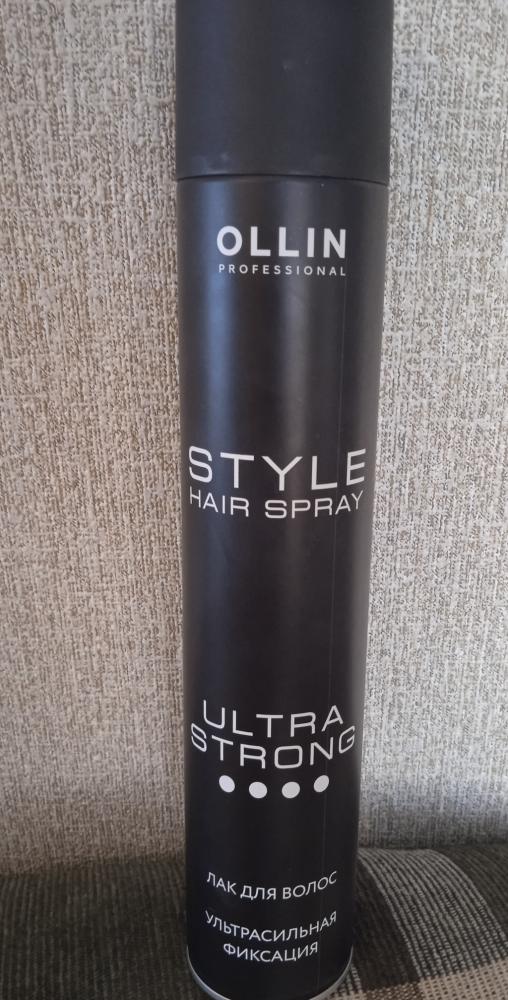 OLLIN
PROFESSIONAL
STYLE
HAIR SPRAY
ULTRA
STRONG
ЛАК ДЛЯ ВОЛОС
УЛЬТРАСИЛЬНАЯ
ФИКСАЦИЯ